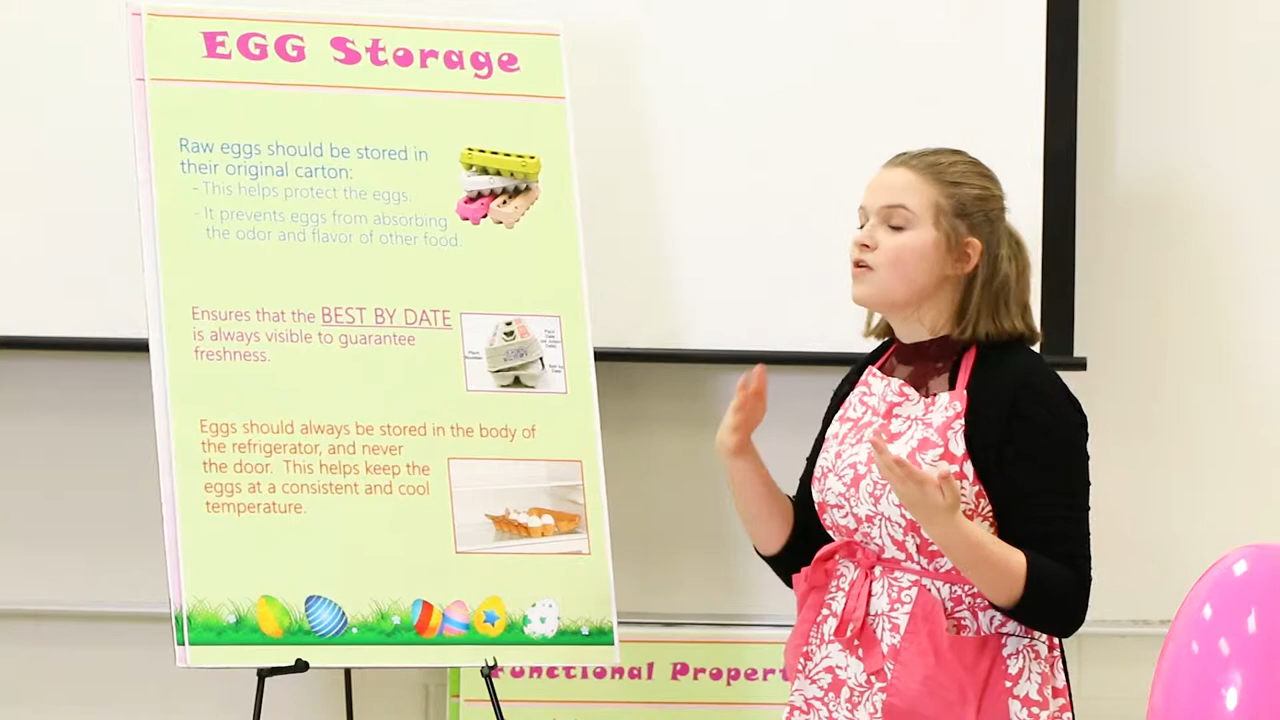 EGG Storage
Raw eggs should be stored in
their original carton:
- This helps protect the eggs.
- It prevents eggs from absorbing
the odor and flavor of other food.
Ensures that the BEST BY DATE
is always visible to guarantee
freshness.
Eggs should always be stored in the body of
the refrigerator, and never
the door. This helps keep the
eggs at a consistent and cool
temperature.
Functional Propert